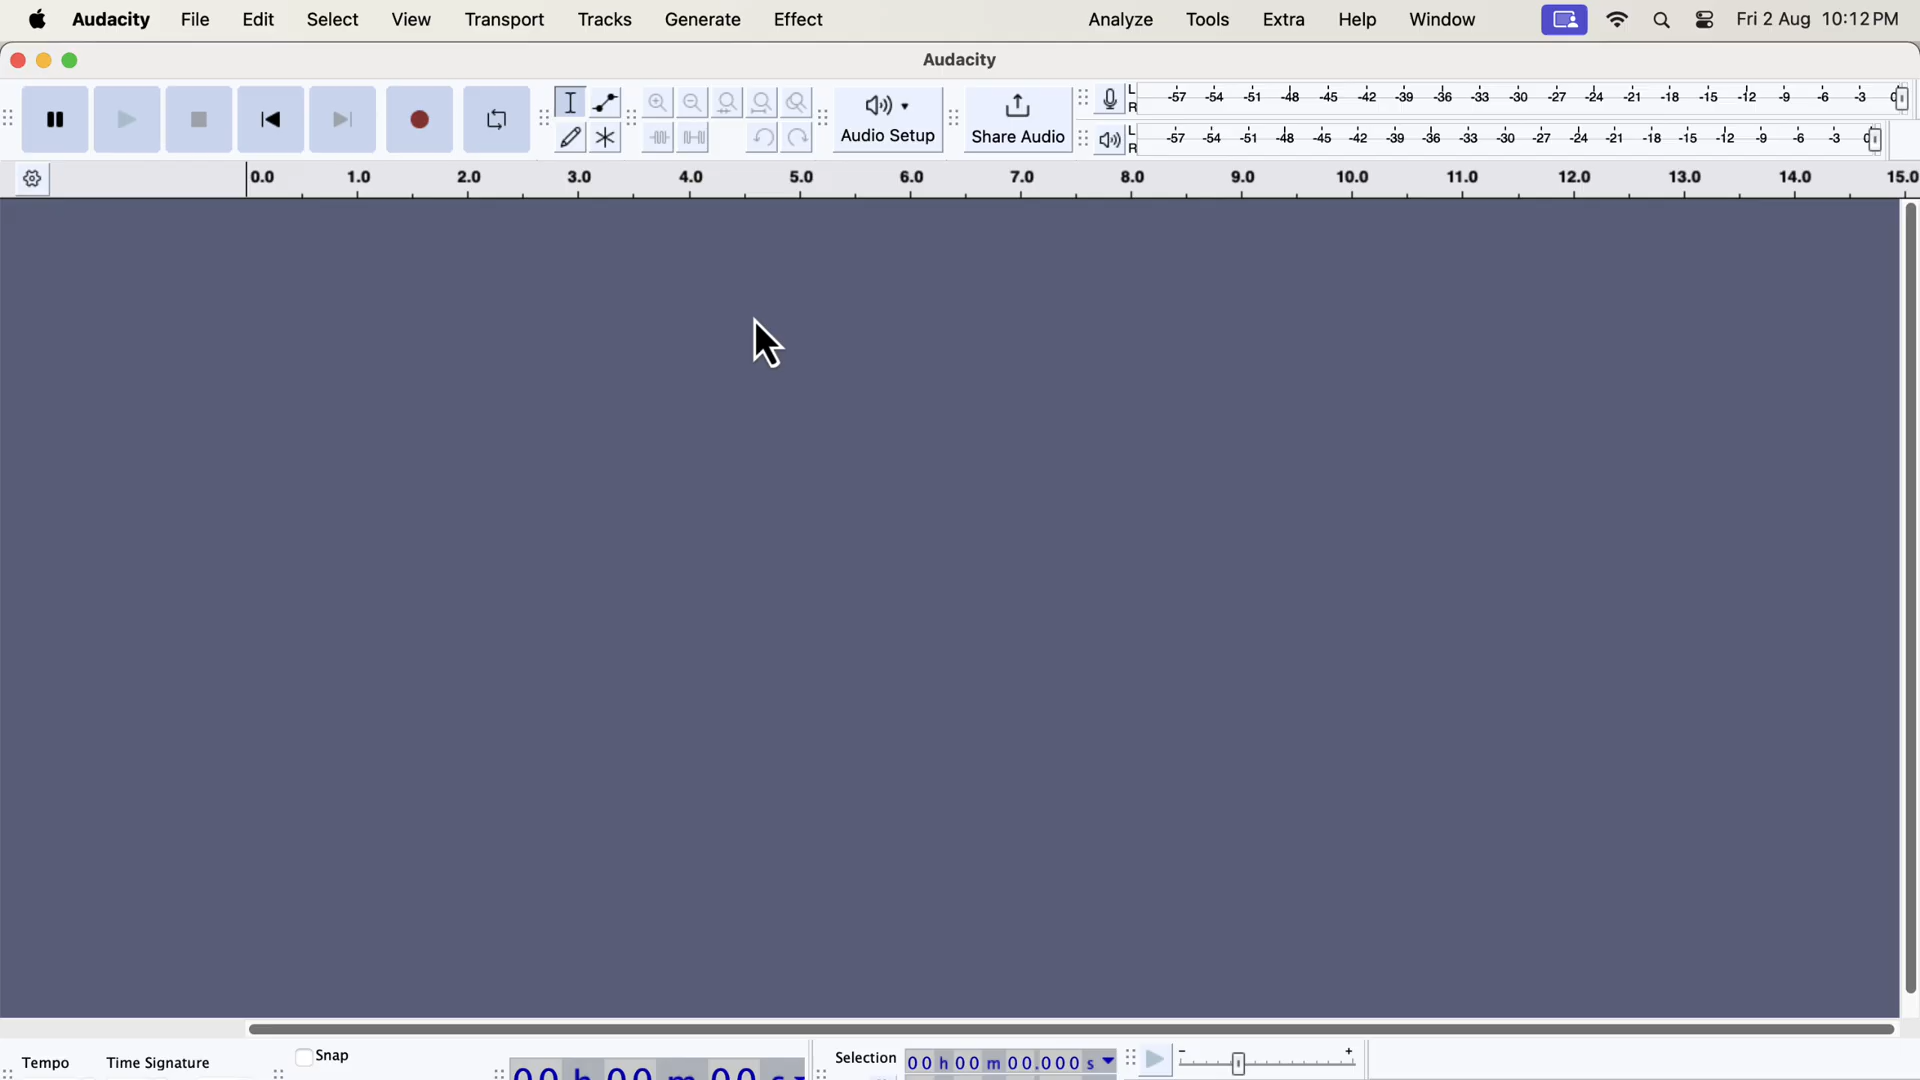 Audacity File Edit Select View Transport Tracks Generate Effect Analyze Tools Extra Help Window Fri 2 Aug 10:12 PM
Audacity
L -57 -54 -51 -48 -45 -42 -39 -36 -33 -30 -27 -24 -21 -18 -15 -12 -9 -6 -3 0
R
Audio Setup
Share Audio
L -57 -54 -51 -48 -45 -42 -39 -36 -33 -30 -27 -24 -21 -18 -15 -12 -9 -6 -3 0
R
0.0 1.0 2.0 3.0 4.0 5.0 6.0 7.0 8.0 9.0 10.0 11.0 12.0 13.0 14.0 15.0
Tempo Time Signature Snap
00 h 00 m 00 s
Selection 00 h 00 m 00.000 s - +